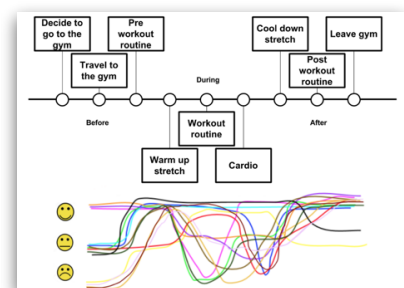 Decide to
go to the
gym
Travel to
the gym
Pre
workout
routine
Before
Warm up
stretch
During
Workout
routine
Cardio
Cool down
stretch
Post
workout
routine
Leave gym
After